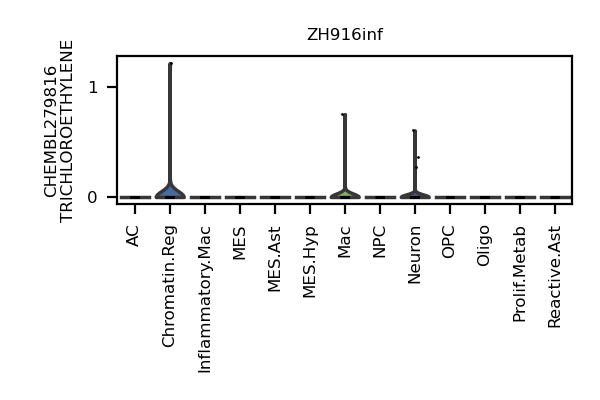 ZH916inf
CHEMBL279816
TRICHLOROETHYLENE
1
0
AC
Chromatin.Reg
Inflammatory.Mac
MES
MES.Ast
MES.Hyp
Mac
NPC
Neuron
OPC
Oligo
Prolif.Metab
Reactive.Ast